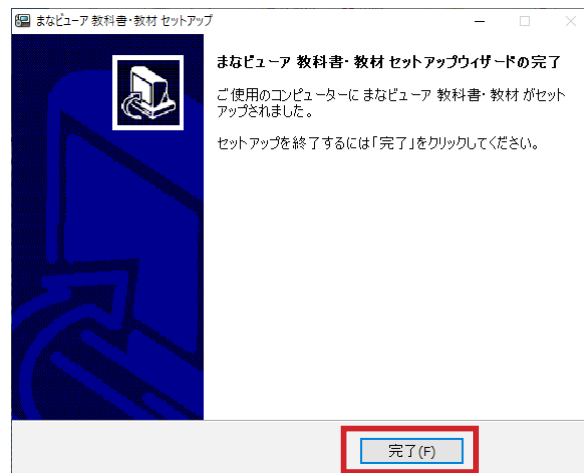 まなビューア 教科書・教材 セットアップ
まなビューア 教科書・教材 セットアップウィザードの完了
ご使用のコンピューターに まなビューア 教科書・教材 がセット
アップされました。
セットアップを終了するには「完了」をクリックしてください。
完了(F)